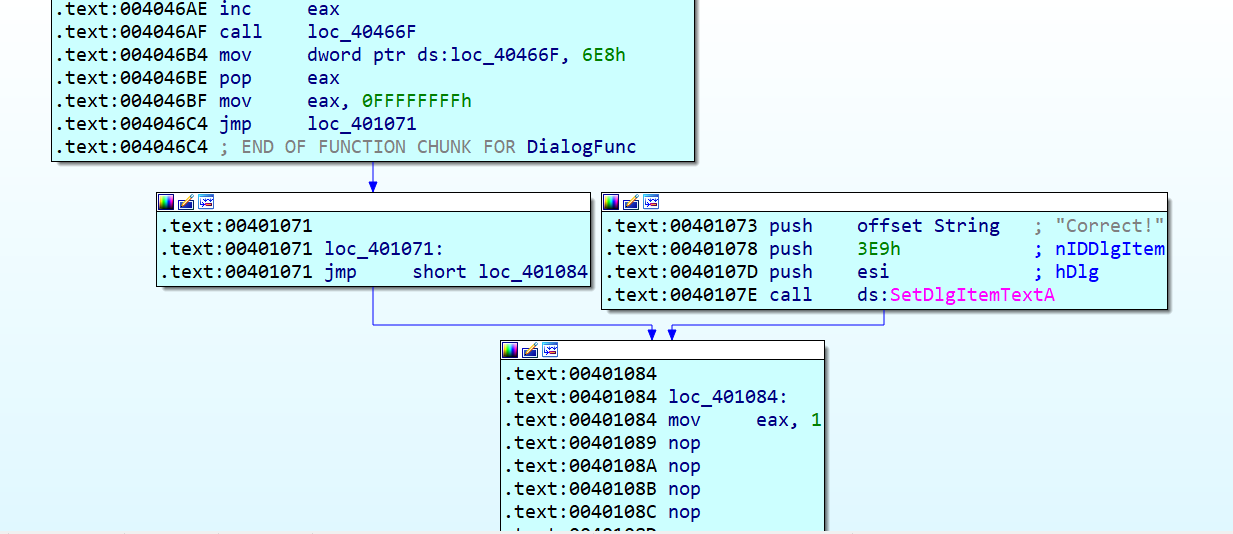 .text:004046AE inc     eax
.text:004046AF call    loc_40466F
.text:004046B4 mov     dword ptr ds:loc_40466F, 6E8h
.text:004046BE pop     eax
.text:004046BF mov     eax, 0FFFFFFFFh
.text:004046C4 jmp     loc_401071
.text:004046C4 ; END OF FUNCTION CHUNK FOR DialogFunc
.text:00401071
.text:00401071 loc_401071:
.text:00401071 jmp     short loc_401084
.text:00401073 push    offset String   ; "Correct!"
.text:00401078 push    3E9h            ; nIDDlgItem
.text:0040107D push    esi             ; hDlg
.text:0040107E call    ds:SetDlgItemTextA
.text:00401084
.text:00401084 loc_401084:
.text:00401084 mov     eax, 1
.text:00401089 nop
.text:0040108A nop
.text:0040108B nop
.text:0040108C nop